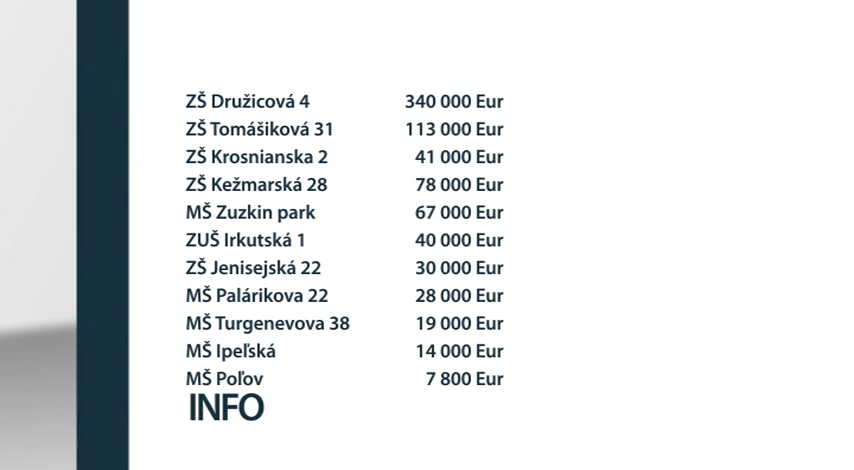 ZŠ Družicová 4 340 000 Eur
ZŠ Tomášiková 31 113 000 Eur
ZŠ Krosnianska 2 41 000 Eur
ZŠ Kežmarská 28 78 000 Eur
MŠ Zuzkin park 67 000 Eur
ZUŠ Irkutská 1 40 000 Eur
ZŠ Jenisejská 22 30 000 Eur
MŠ Palárikova 22 28 000 Eur
MŠ Turgenevova 38 19 000 Eur
MŠ Ipeľská 14 000 Eur
MŠ Poľov 7 800 Eur
INFO